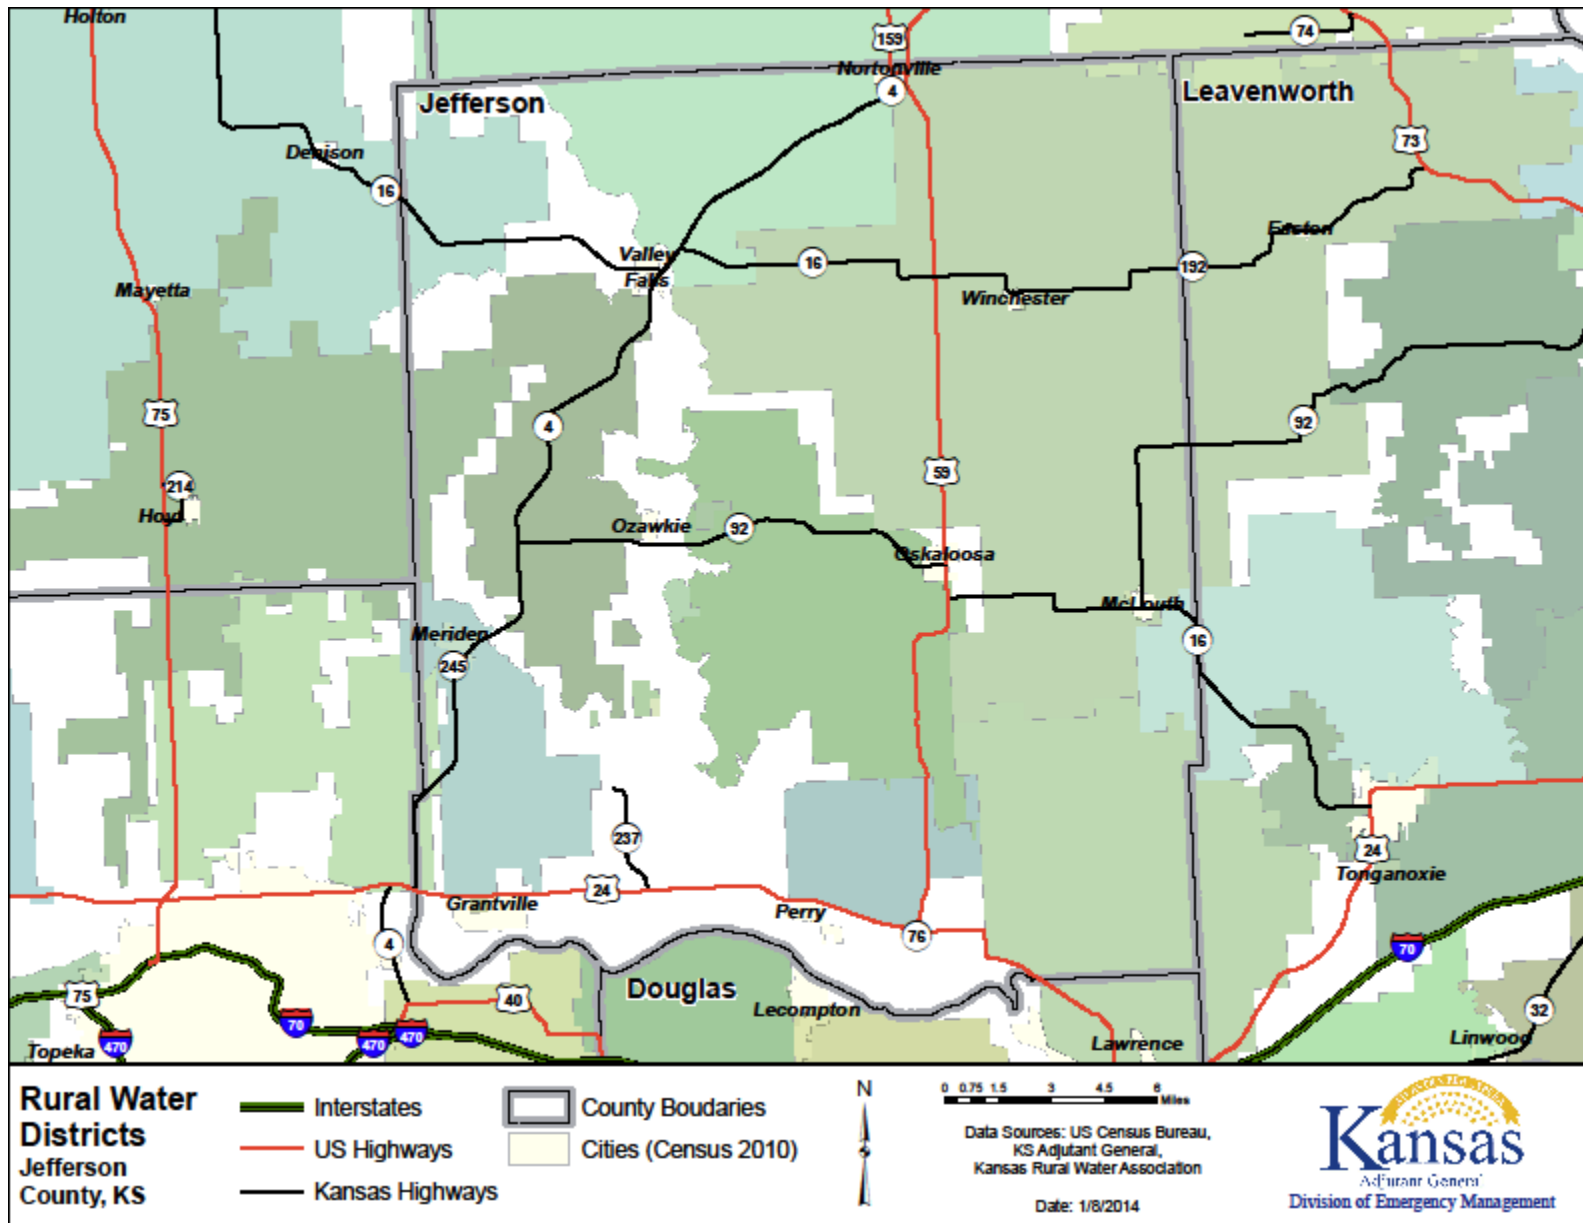 Holton
159
74
Nortonville
4
Jefferson
Leavenworth
73
Denison
16
Easton
Valley
Falls
16
192
Mayetta
Winchester
75
4
92
59
214
Hoyt
Ozawkie
92
Oskaloosa
McLouth
Meriden
16
245
237
24
24
Tonganoxie
Grantville
Perry
4
76
70
75
Douglas
40
Lecompton
32
70
470
470
470
Topeka
Lawrence
Linwood
Rural Water
Districts
Jefferson
County, KS
Interstates
US Highways
Kansas Highways
County Boudaries
Cities (Census 2010)
N
0 0.75 1.5 3 4.5 6
Miles
Data Sources: US Census Bureau,
KS Adjutant General,
Kansas Rural Water Association
Date: 1/8/2014
Kansas
Adjutant General
Division of Emergency Management